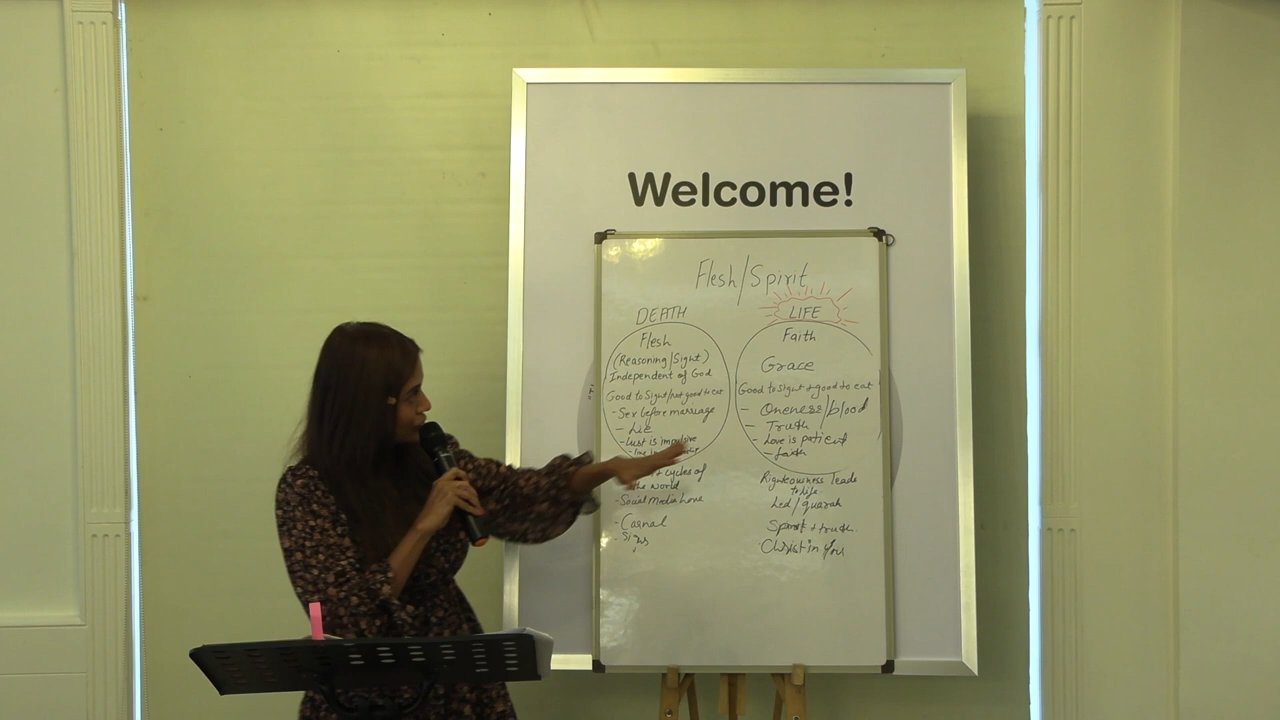 Welcome!
Flesh/Spirit
DEATH
Flesh
(Reasoning/Sight)
Independent of God
Good to Sight/not good to eat
- Sex before marriage
- Lie
- Lust is impulsive
+ cycles of
the world
- Social Media Love
- Carnal
- Signs
LIFE
Faith
Grace
Good to sight + good to eat
- Oneness/blood
- Truth
- Love is patient
- faith
leads
to life
Led/
Spirit + truth
Christ in you